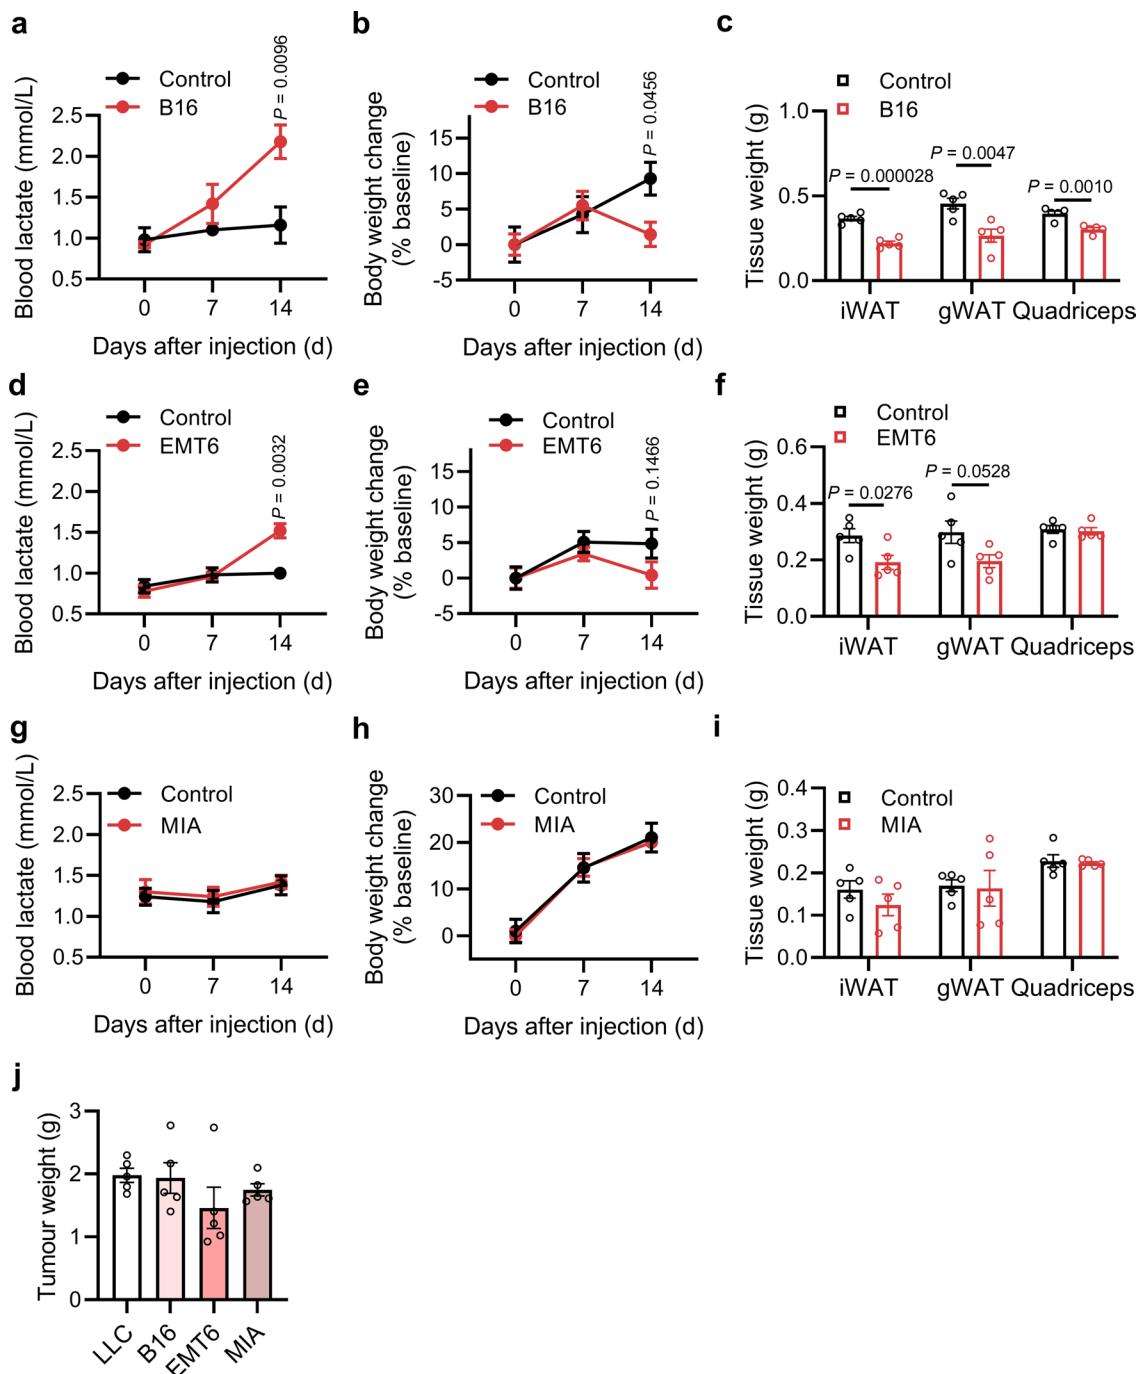 a
Blood lactate (mmol/L)
Control
B16
P = 0.0096
2.5
2.0
1.5
1.0
0.5
0
7
14
Days after injection (d)
b
Body weight change
(% baseline)
Control
B16
P = 0.0456
15
10
5
0
-5
0
7
14
Days after injection (d)
c
Tissue weight (g)
Control
B16
1.0
0.5
0.0
P = 0.000028
P = 0.0047
P = 0.0010
iWAT
gWAT
Quadriceps
d
Blood lactate (mmol/L)
Control
EMT6
P = 0.0032
2.5
2.0
1.5
1.0
0.5
0
7
14
Days after injection (d)
e
Body weight change
(% baseline)
Control
EMT6
P = 0.1466
15
10
5
0
-5
0
7
14
Days after injection (d)
f
Tissue weight (g)
Control
EMT6
0.6
0.4
0.2
0.0
P = 0.0276
P = 0.0528
iWAT
gWAT
Quadriceps
g
Blood lactate (mmol/L)
Control
MIA
2.5
2.0
1.5
1.0
0.5
0
7
14
Days after injection (d)
h
Body weight change
(% baseline)
Control
MIA
30
20
10
0
0
7
14
Days after injection (d)
i
Tissue weight (g)
Control
MIA
0.4
0.3
0.2
0.1
0.0
iWAT
gWAT
Quadriceps
j
Tumour weight (g)
3
2
1
0
LLC
B16
EMT6
MIA